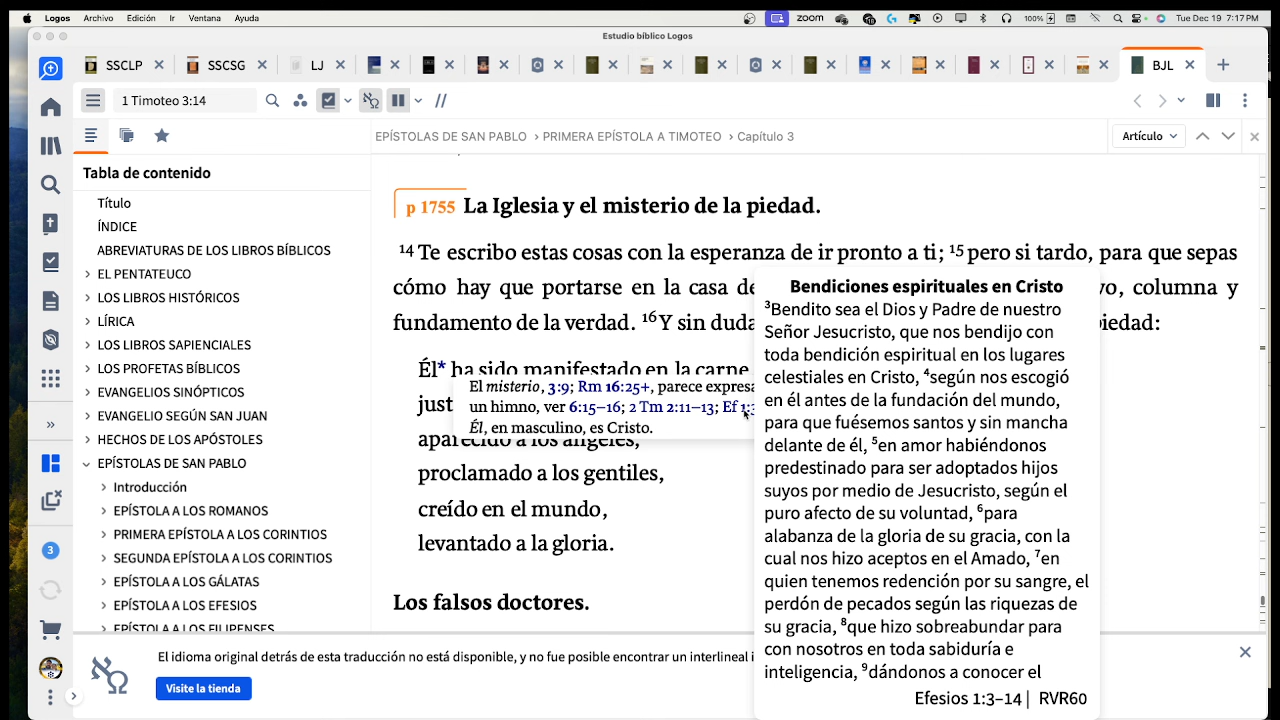 Logos Archivo Edición Ir Ventana Ayuda
zoom 100% Tue Dec 19 7:17 PM
Estudio bíblico Logos
SSCLP SSCSG LJ BJL
1 Timoteo 3:14
EPÍSTOLAS DE SAN PABLO > PRIMERA EPÍSTOLA A TIMOTEO > Capítulo 3
Artículo
Tabla de contenido
Título
ÍNDICE
ABREVIATURAS DE LOS LIBROS BÍBLICOS
EL PENTATEUCO
LOS LIBROS HISTÓRICOS
LÍRICA
LOS LIBROS SAPIENCIALES
LOS PROFETAS BÍBLICOS
EVANGELIOS SINÓPTICOS
EVANGELIO SEGÚN SAN JUAN
HECHOS DE LOS APÓSTOLES
EPÍSTOLAS DE SAN PABLO
Introducción
EPÍSTOLA A LOS ROMANOS
PRIMERA EPÍSTOLA A LOS CORINTIOS
SEGUNDA EPÍSTOLA A LOS CORINTIOS
EPÍSTOLA A LOS GÁLATAS
EPÍSTOLA A LOS EFESIOS
EPÍSTOLA A LOS FILIPENSES
3
p 1755 La Iglesia y el misterio de la piedad.
14 Te escribo estas cosas con la esperanza de ir pronto a ti; 15 pero si tardo, para que sepas
cómo hay que portarse en la casa de vo, columna y
fundamento de la verdad. 16 Y sin duda piedad:
Él* ha sido manifestado en la carne
just
aparecido a los ángeles,
proclamado a los gentiles,
creído en el mundo,
levantado a la gloria.
Los falsos doctores.
El misterio, 3:9; Rm 16:25+, parece expresa
un himno, ver 6:15–16; 2 Tm 2:11–13; Ef 1:3
Él, en masculino, es Cristo.
Bendiciones espirituales en Cristo
3Bendito sea el Dios y Padre de nuestro
Señor Jesucristo, que nos bendijo con
toda bendición espiritual en los lugares
celestiales en Cristo, 4según nos escogió
en él antes de la fundación del mundo,
para que fuésemos santos y sin mancha
delante de él, 5en amor habiéndonos
predestinado para ser adoptados hijos
suyos por medio de Jesucristo, según el
puro afecto de su voluntad, 6para
alabanza de la gloria de su gracia, con la
cual nos hizo aceptos en el Amado, 7en
quien tenemos redención por su sangre, el
perdón de pecados según las riquezas de
su gracia, 8que hizo sobreabundar para
con nosotros en toda sabiduría e
inteligencia, 9dándonos a conocer el
Efesios 1:3–14 | RVR60
El idioma original detrás de esta traducción no está disponible, y no fue posible encontrar un interlineal i
Visite la tienda